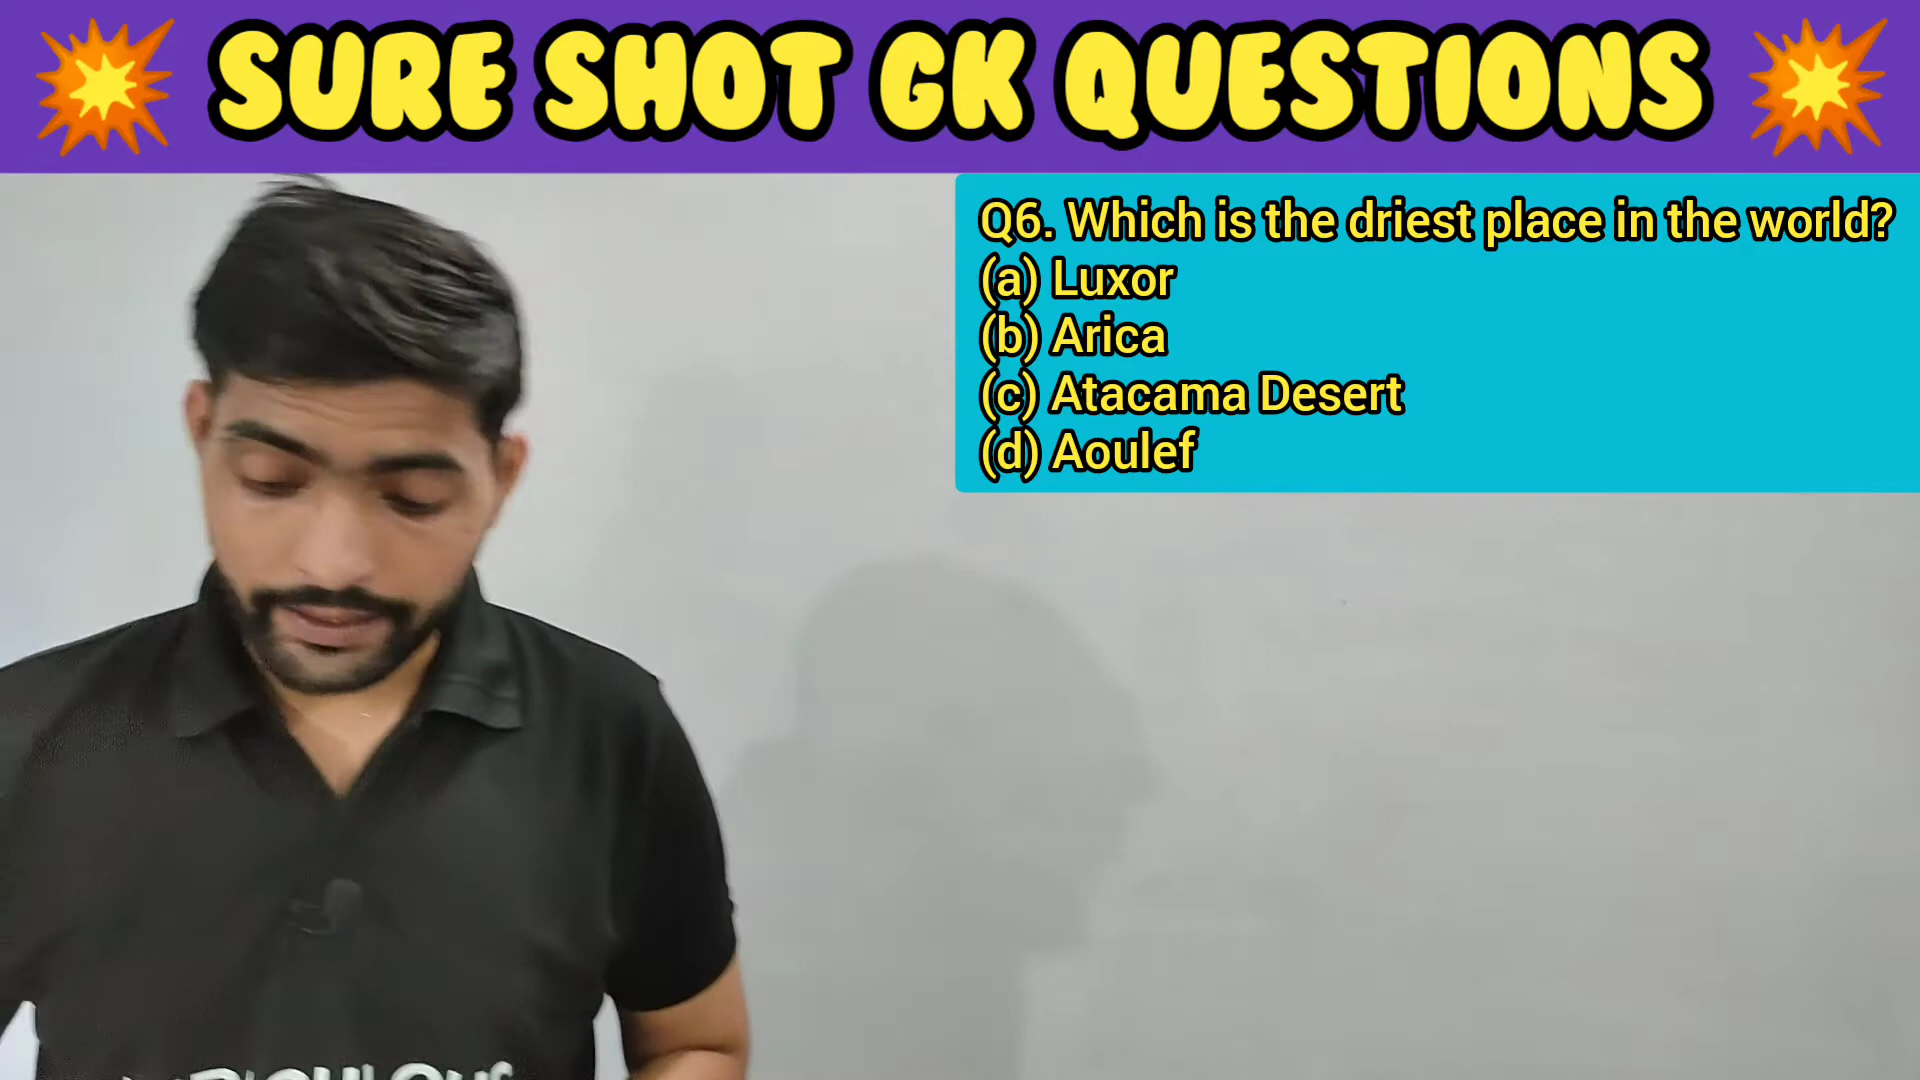 SURE SHOT GK QUESTIONS
Q6. Which is the driest place in the world?
(a) Luxor
(b) Arica
(c) Atacama Desert
(d) Aoulef